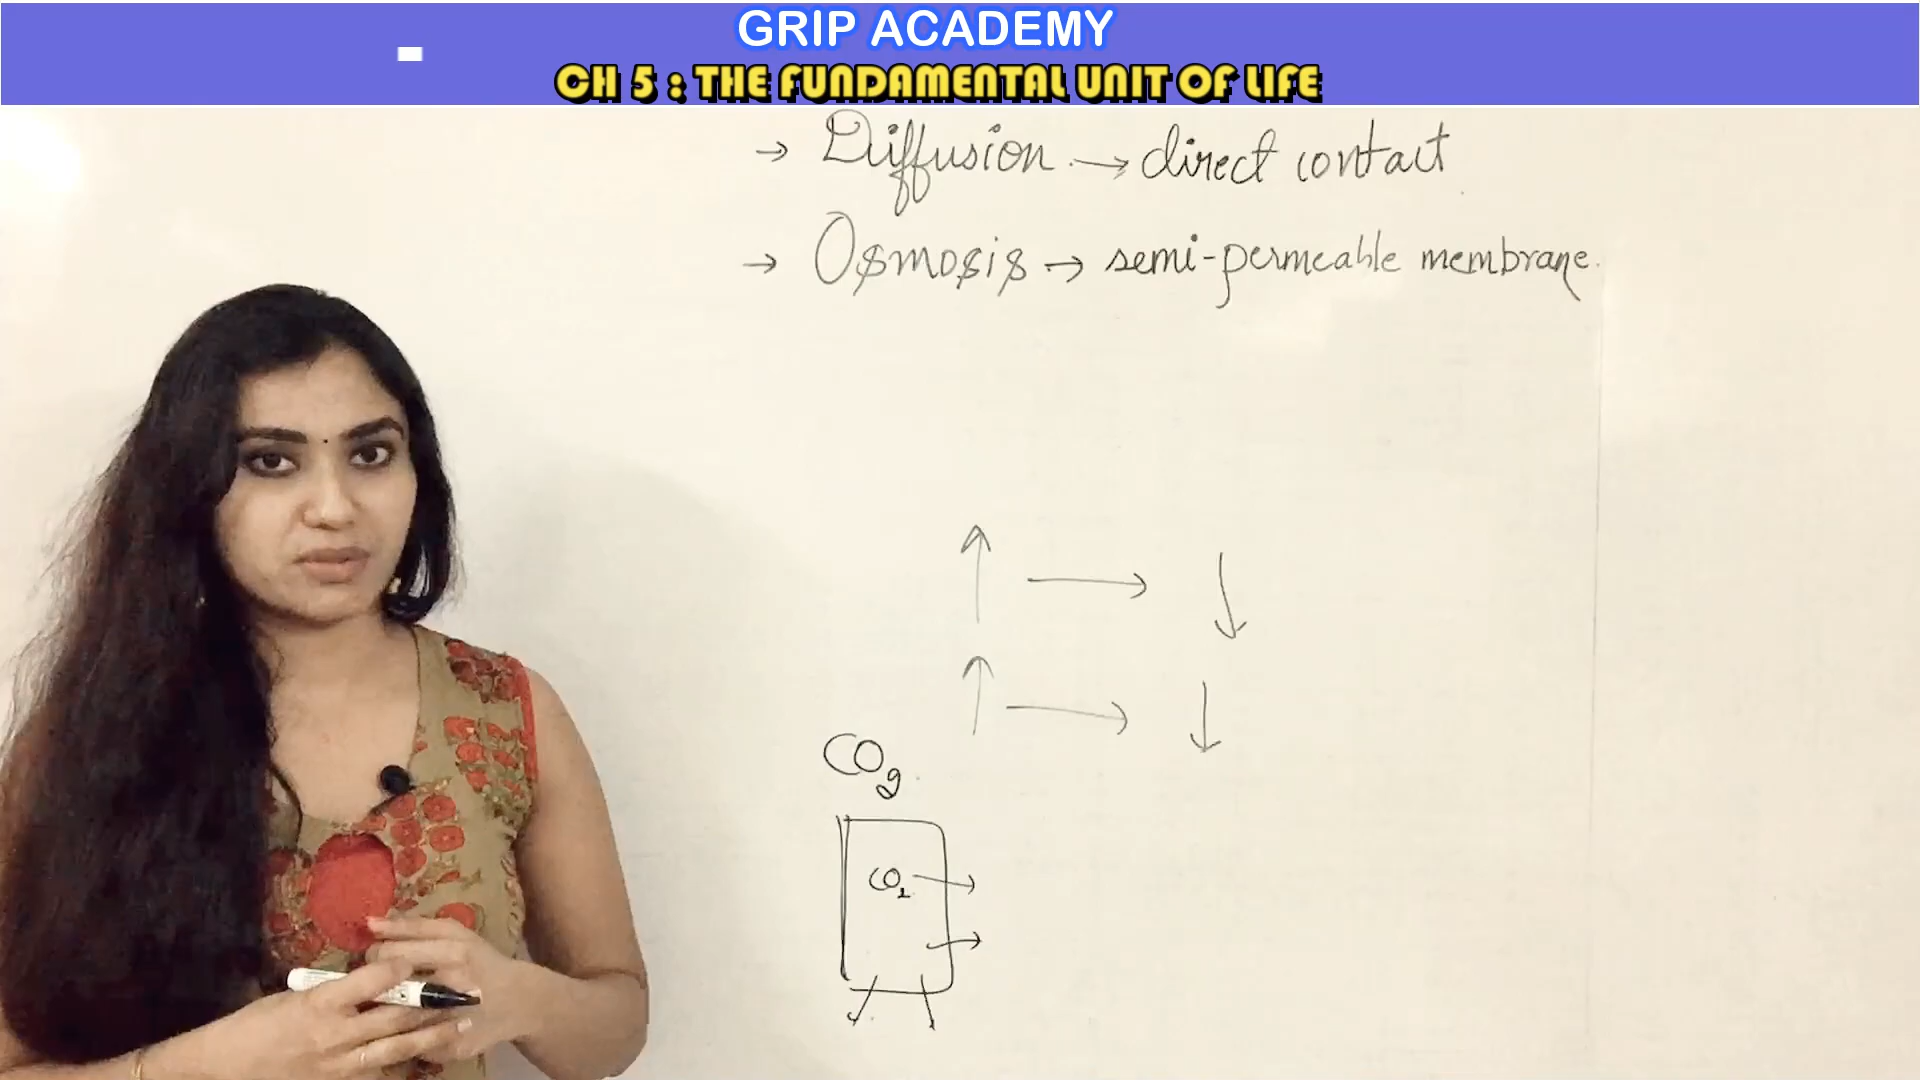 GRIP ACADEMY
CH 5 : THE FUNDAMENTAL UNIT OF LIFE
→ Diffusion → direct contact
→ Osmosis → semi-permeable membrane.
↑ → ↓
↑ → ↓
CO2
CO2